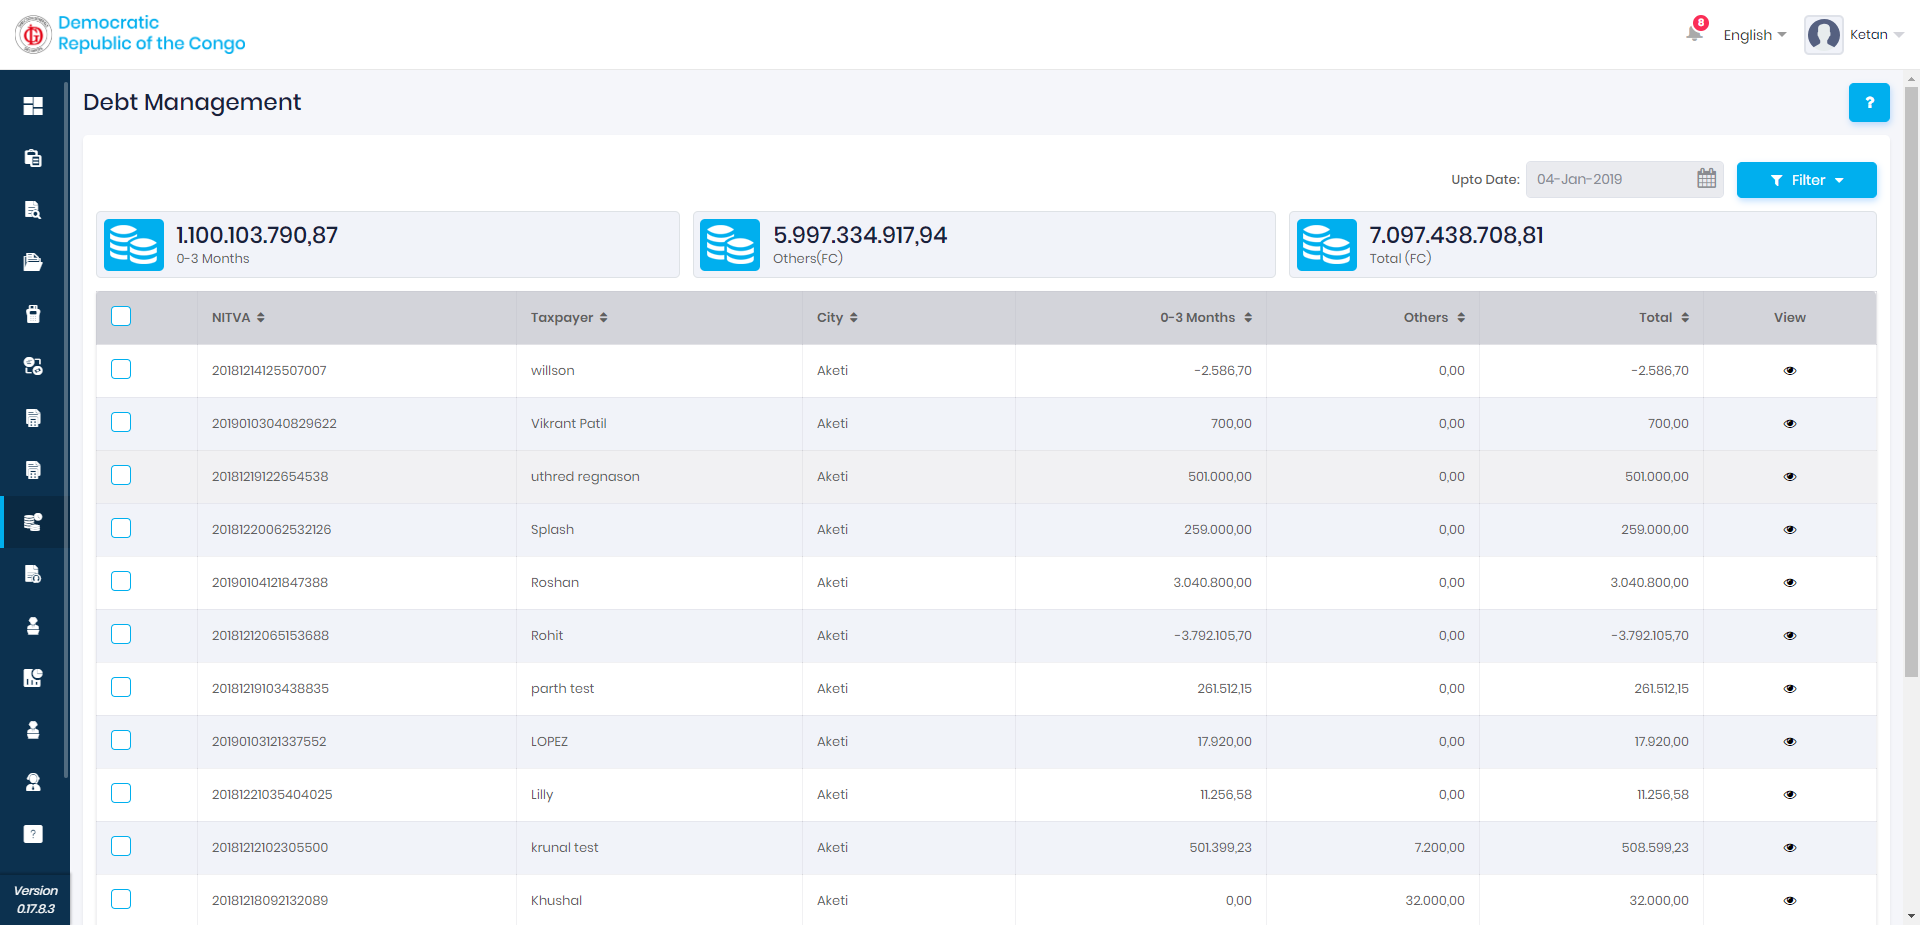 Democratic
Republic of the Congo
8
English
Ketan
Debt Management
?
Upto Date: 04-Jan-2019 Filter
1.100.103.790,87
0-3 Months
5.997.334.917,94
Others(FC)
7.097.438.708,81
Total (FC)
NITVA Taxpayer City 0-3 Months Others Total View
20181214125507007 willson Aketi -2.586,70 0,00 -2.586,70
20190103040829622 Vikrant Patil Aketi 700,00 0,00 700,00
20181219122654538 uthred regnason Aketi 501.000,00 0,00 501.000,00
20181220062532126 Splash Aketi 259.000,00 0,00 259.000,00
20190104121847388 Roshan Aketi 3.040.800,00 0,00 3.040.800,00
20181212065153688 Rohit Aketi -3.792.105,70 0,00 -3.792.105,70
20181219103438835 parth test Aketi 261.512,15 0,00 261.512,15
20190103121337552 LOPEZ Aketi 17.920,00 0,00 17.920,00
20181221035404025 Lilly Aketi 11.256,58 0,00 11.256,58
20181212102305500 krunal test Aketi 501.399,23 7.200,00 508.599,23
20181218092132089 Khushal Aketi 0,00 32.000,00 32.000,00
?
Version
0.17.8.3